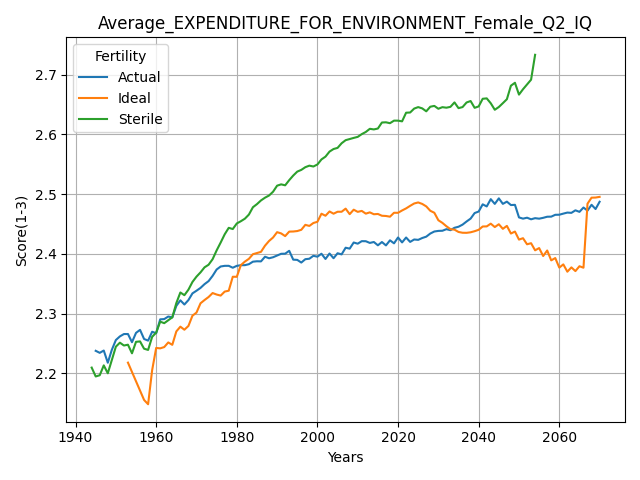 Average_EXPENDITURE_FOR_ENVIRONMENT_Female_Q2_IQ
Fertility
Actual
Ideal
Sterile
Score(1-3)
2.7
2.6
2.5
2.4
2.3
2.2
1940 1960 1980 2000 2020 2040 2060
Years